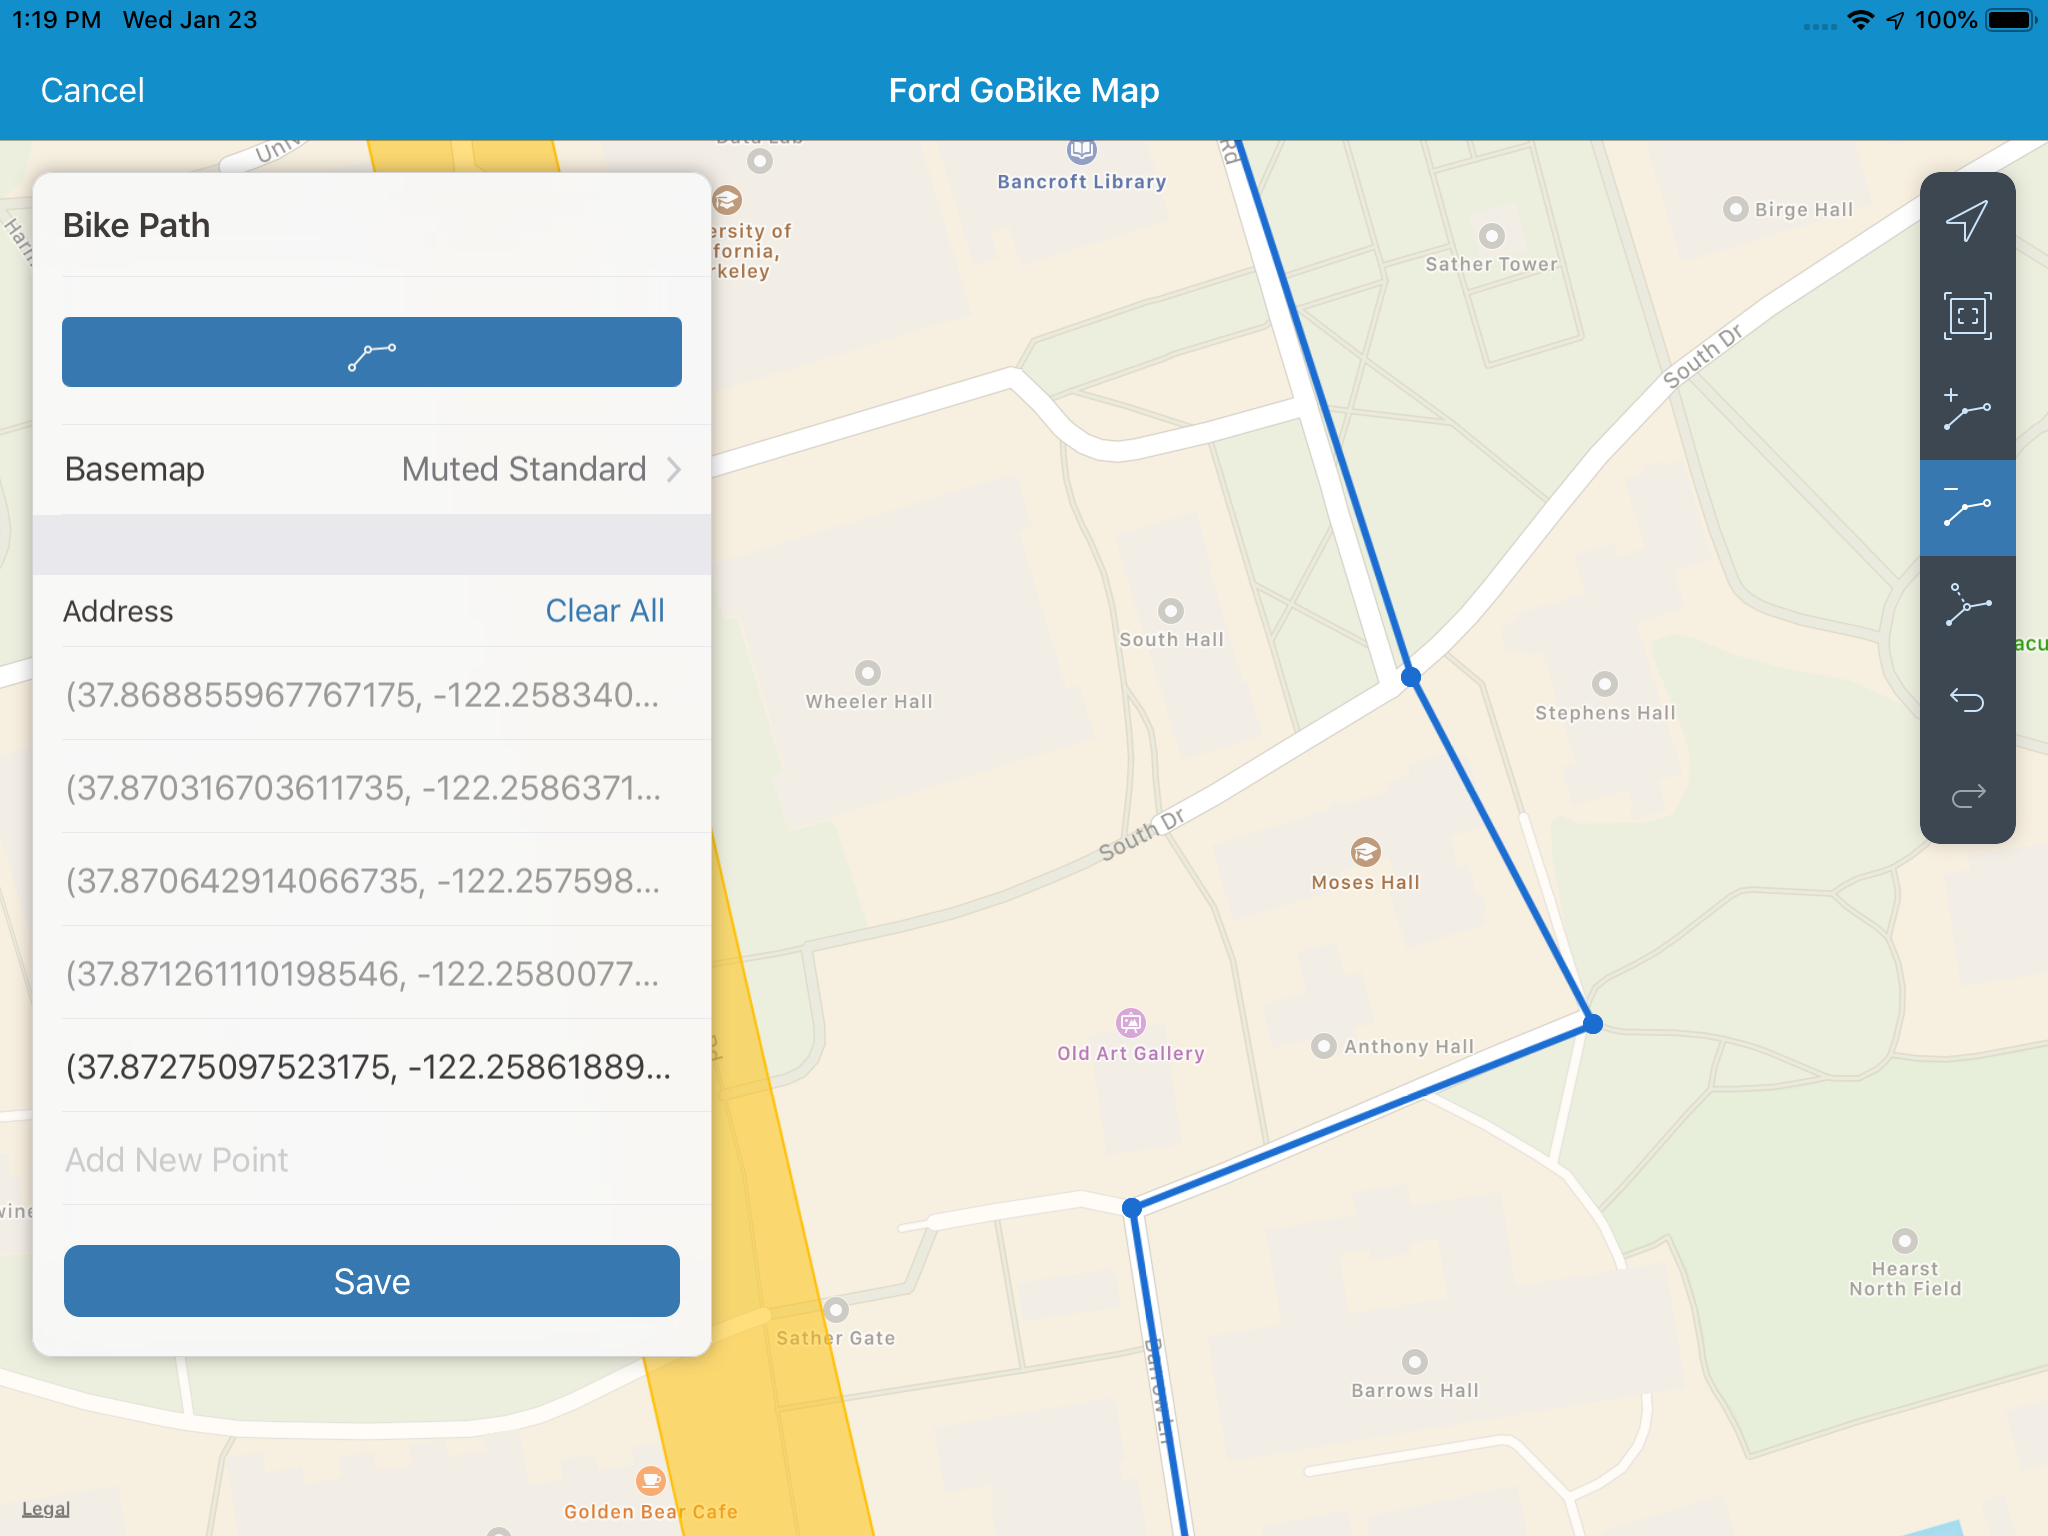 1:19 PM Wed Jan 23
100%
Cancel
Ford GoBike Map
Bike Path
Basemap
Muted Standard
Address
Clear All
(37.868855967767175, -122.258340...
(37.870316703611735, -122.2586371...
(37.870642914066735, -122.257598...
(37.871261110198546, -122.2580077...
(37.87275097523175, -122.25861889...
Add New Point
Save
Bancroft Library
Rd
Birge Hall
Sather Tower
South Dr
South Hall
Wheeler Hall
Stephens Hall
South Dr
Moses Hall
Old Art Gallery
Anthony Hall
Hearst
North Field
Sather Gate
Barrow Ln
Barrows Hall
Golden Bear Cafe
Legal